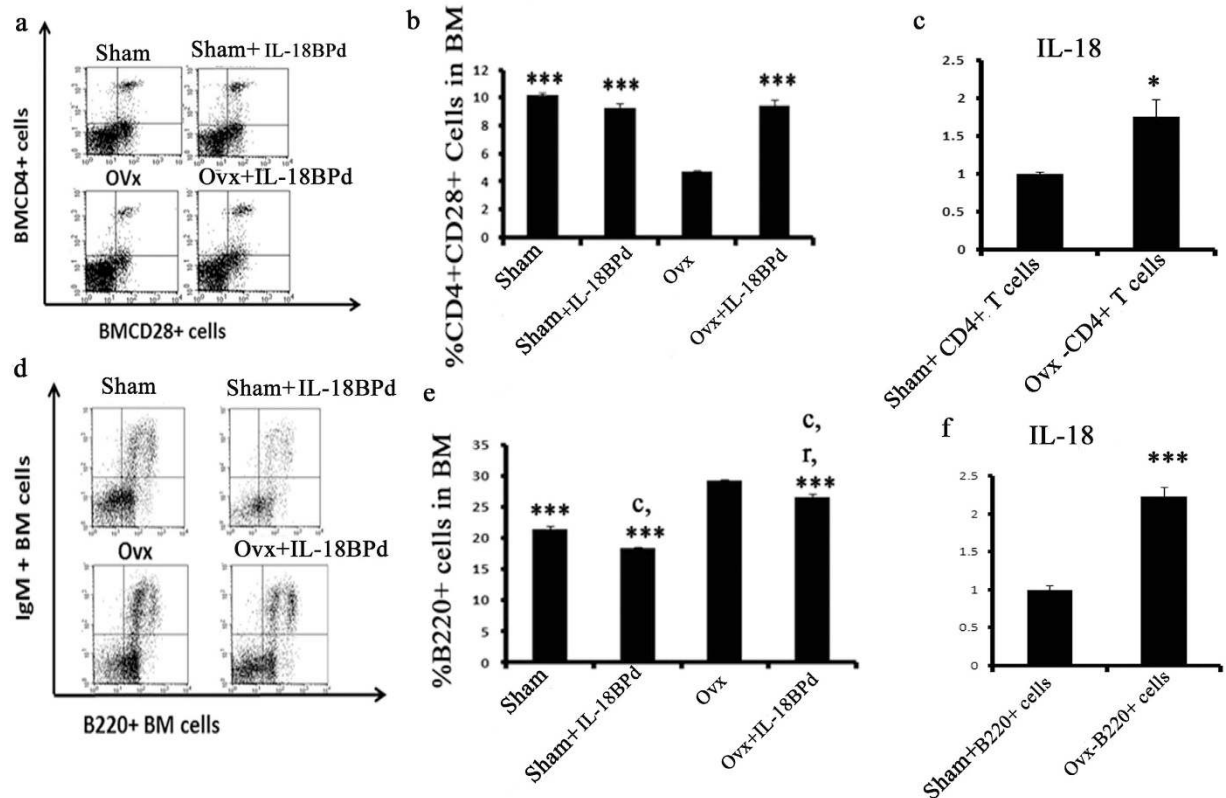 a
Sham
Sham+ IL-18BPd
OVx
Ovx+IL-18BPd
BMCD4+ cells
BMCD28+ cells
10⁰ 10¹ 10² 10³ 10⁴
b
%CD4+CD28+ Cells in BM
12
10
8
6
4
2
0
***
***
***
Sham
Sham+IL-18BPd
Ovx
Ovx+IL-18BPd
c
IL-18
2.5
2
1.5
1
0.5
0
*
Sham+ CD4+ T cells
Ovx -CD4+ T cells
d
Sham
Sham+ IL-18BPd
Ovx
Ovx+IL-18BPd
IgM + BM cells
B220+ BM cells
e
%B220+ cells in BM
35
30
25
20
15
10
5
0
***
c,
***
c,
r,
***
Sham
Sham+ IL-18BPd
Ovx
Ovx+IL-18BPd
f
IL-18
2.5
2
1.5
1
0.5
0
***
Sham+B220+ cells
Ovx-B220+ cells